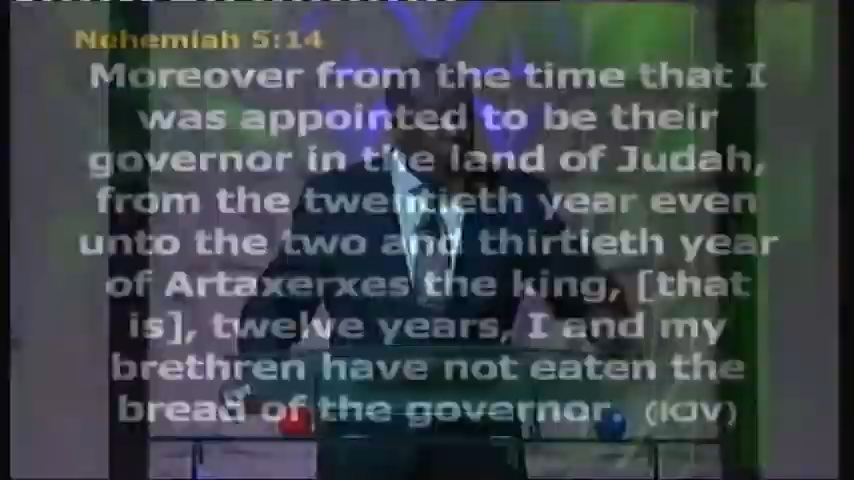 Nehemiah 5:14
Moreover from the time that I
was appointed to be their
governor in the land of Judah,
from the twentieth year even
unto the two and thirtieth year
of Artaxerxes the king, [that
is], twelve years, I and my
brethren have not eaten the
bread of the governor. (KJV)